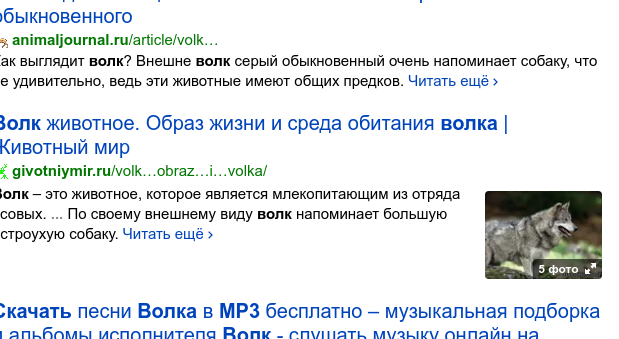 обыкновенного
animaljournal.ru/article/volk…
ак выглядит волк? Внешне волк серый обыкновенный очень напоминает собаку, что
е удивительно, ведь эти животные имеют общих предков. Читать ещё ›
Волк животное. Образ жизни и среда обитания волка |
Животный мир
givotniymir.ru/volk…obraz…i…volka/
Волк – это животное, которое является млекопитающим из отряда
совых. ... По своему внешнему виду волк напоминает большую
строухую собаку. Читать ещё ›
5 фото
Скачать песни Волка в MP3 бесплатно – музыкальная подборка
и альбомы исполнителя Волк - слушать музыку онлайн на